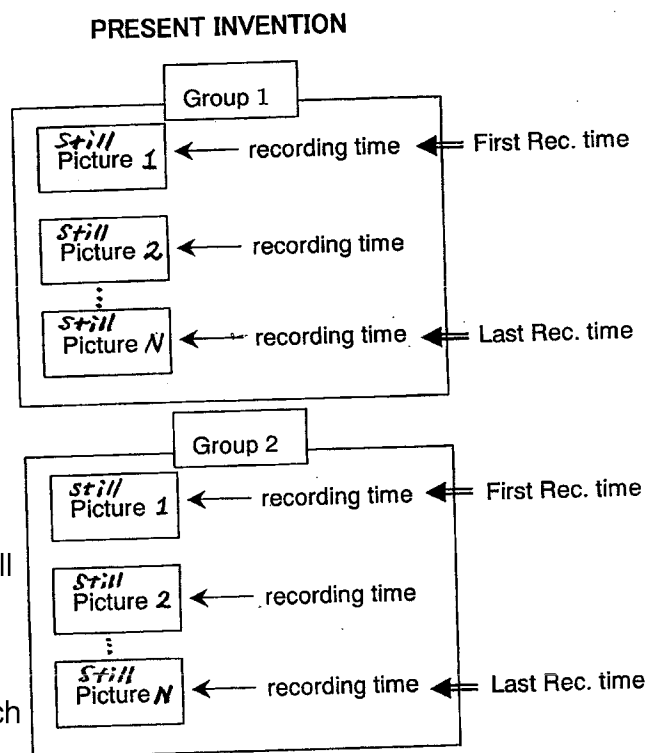 PRESENT INVENTION
Group 1
Still
Picture 1 recording time First Rec. time
Still
Picture 2 recording time
Still
Picture N recording time Last Rec. time
Group 2
still
Picture 1 recording time First Rec. time
ll
Still
Picture 2 recording time
Still
Picture N recording time Last Rec. time
ch